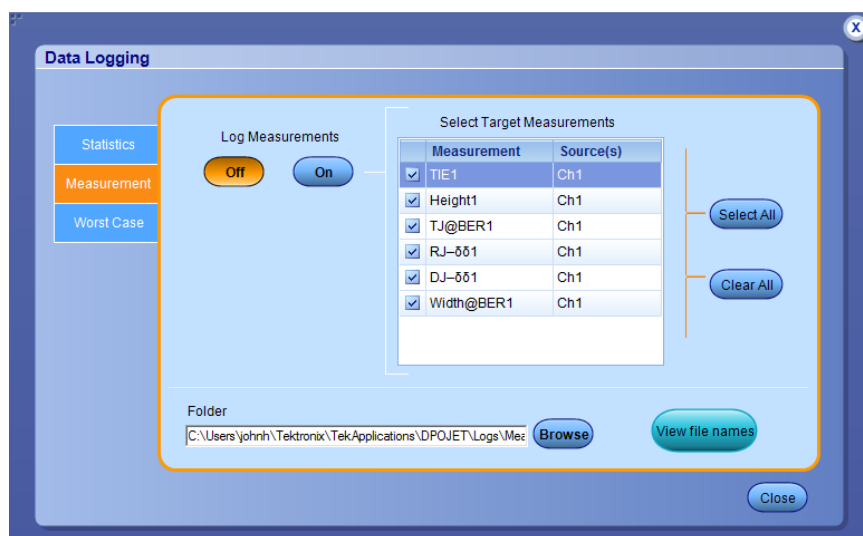 X
Data Logging
Statistics
Measurement
Worst Case
Log Measurements
Off On
Select Target Measurements
Measurement Source(s)
TIE1 Ch1
Height1 Ch1
TJ@BER1 Ch1
RJ–δδ1 Ch1
DJ–δδ1 Ch1
Width@BER1 Ch1
Select All
Clear All
Folder
C:\Users\johnh\Tektronix\TekApplications\DPOJET\Logs\Mea
Browse
View file names
Close